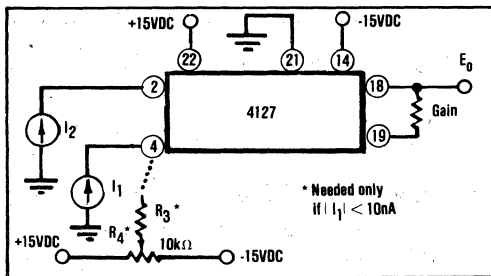 +15VDC
-15VDC
22
21
14
E₀
2
4127
18
Gain
19
I₂
4
I₁
* Needed only
if | I₁| < 10nA
R₃*
R₄*
10kΩ
+15VDC
-15VDC